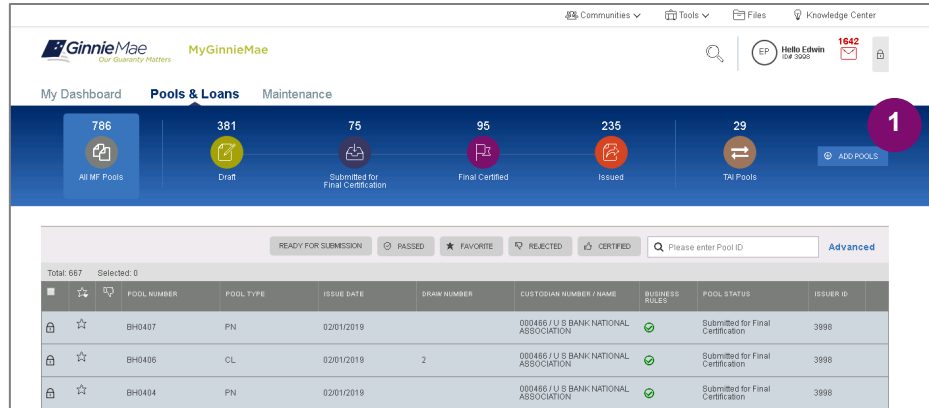 Communities
Tools
Files
Knowledge Center
GinnieMae
Our Guaranty Matters
MyGinnieMae
EP
Hello Edwin
ID# 3998
1642
My Dashboard
Pools & Loans
Maintenance
786
All MF Pools
381
Draft
75
Submitted for
Final Certification
95
Final Certified
235
Issued
29
TAI Pools
ADD POOLS
1
READY FOR SUBMISSION
PASSED
FAVORITE
REJECTED
CERTIFIED
Please enter Pool ID
Advanced
Total: 667 Selected: 0
POOL NUMBER POOL TYPE ISSUE DATE DRAW NUMBER CUSTODIAN NUMBER / NAME BUSINESS RULES POOL STATUS ISSUER ID
BH0407 PN 02/01/2019 000466 / U S BANK NATIONAL ASSOCIATION Submitted for Final Certification 3998
BH0406 CL 02/01/2019 2 000466 / U S BANK NATIONAL ASSOCIATION Submitted for Final Certification 3998
BH0404 PN 02/01/2019 000466 / U S BANK NATIONAL ASSOCIATION Submitted for Final Certification 3998